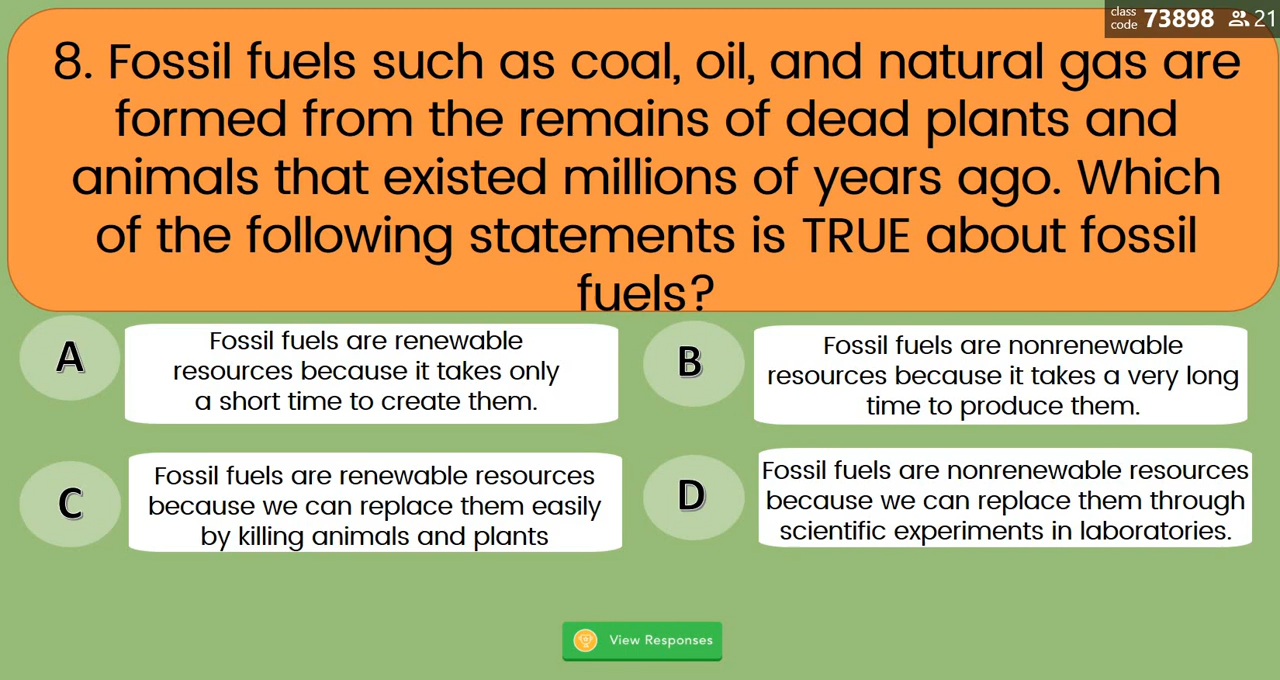 class
code 73898 21
8. Fossil fuels such as coal, oil, and natural gas are
formed from the remains of dead plants and
animals that existed millions of years ago. Which
of the following statements is TRUE about fossil
fuels?
A
Fossil fuels are renewable
resources because it takes only
a short time to create them.
B
Fossil fuels are nonrenewable
resources because it takes a very long
time to produce them.
C
Fossil fuels are renewable resources
because we can replace them easily
by killing animals and plants
D
Fossil fuels are nonrenewable resources
because we can replace them through
scientific experiments in laboratories.
View Responses